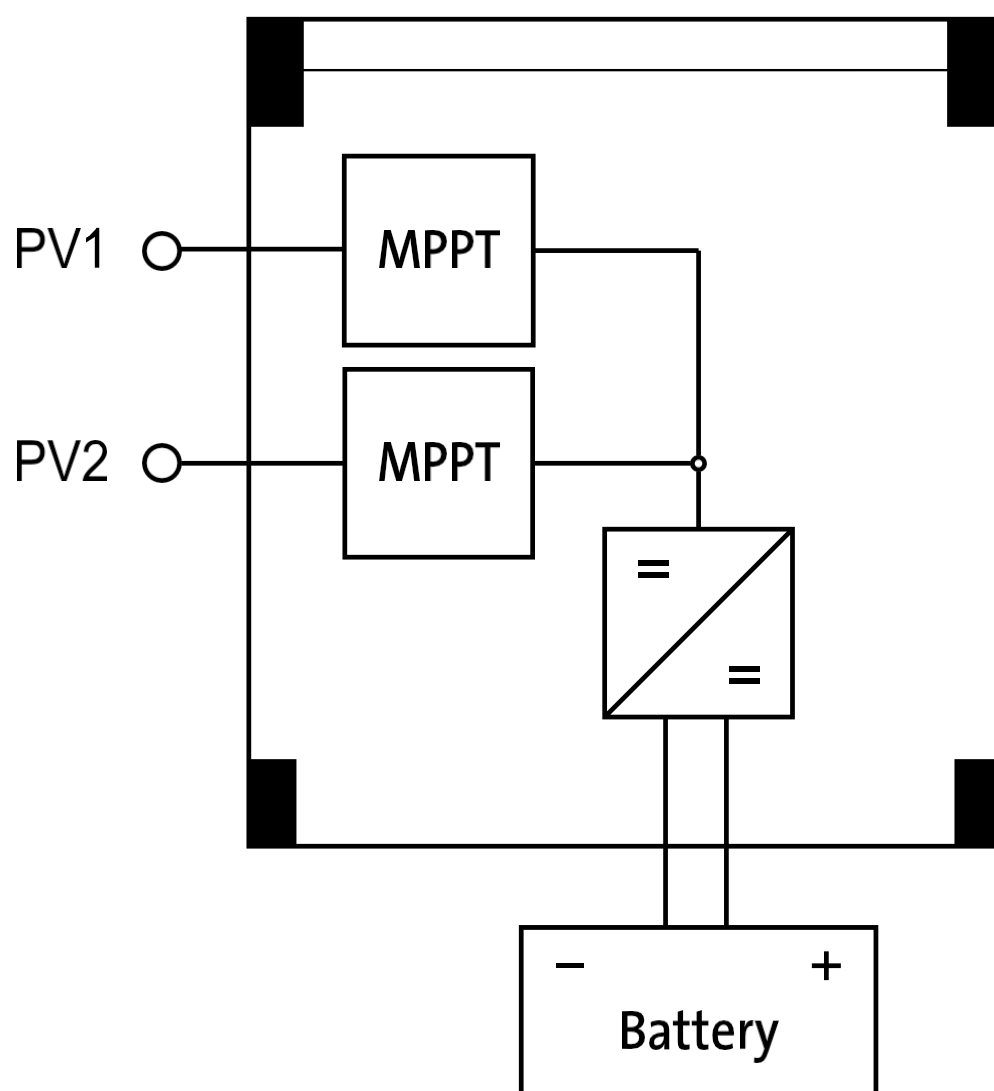 PV1
MPPT
PV2
MPPT
=
=
− +
Battery